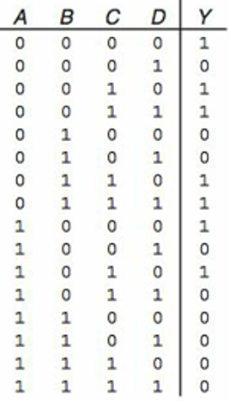 A B C D Y
0 0 0 0 1
0 0 0 1 0
0 0 1 0 1
0 0 1 1 1
0 1 0 0 0
0 1 0 1 0
0 1 1 0 1
0 1 1 1 1
1 0 0 0 1
1 0 0 1 0
1 0 1 0 1
1 0 1 1 0
1 1 0 0 0
1 1 0 1 0
1 1 1 0 0
1 1 1 1 0